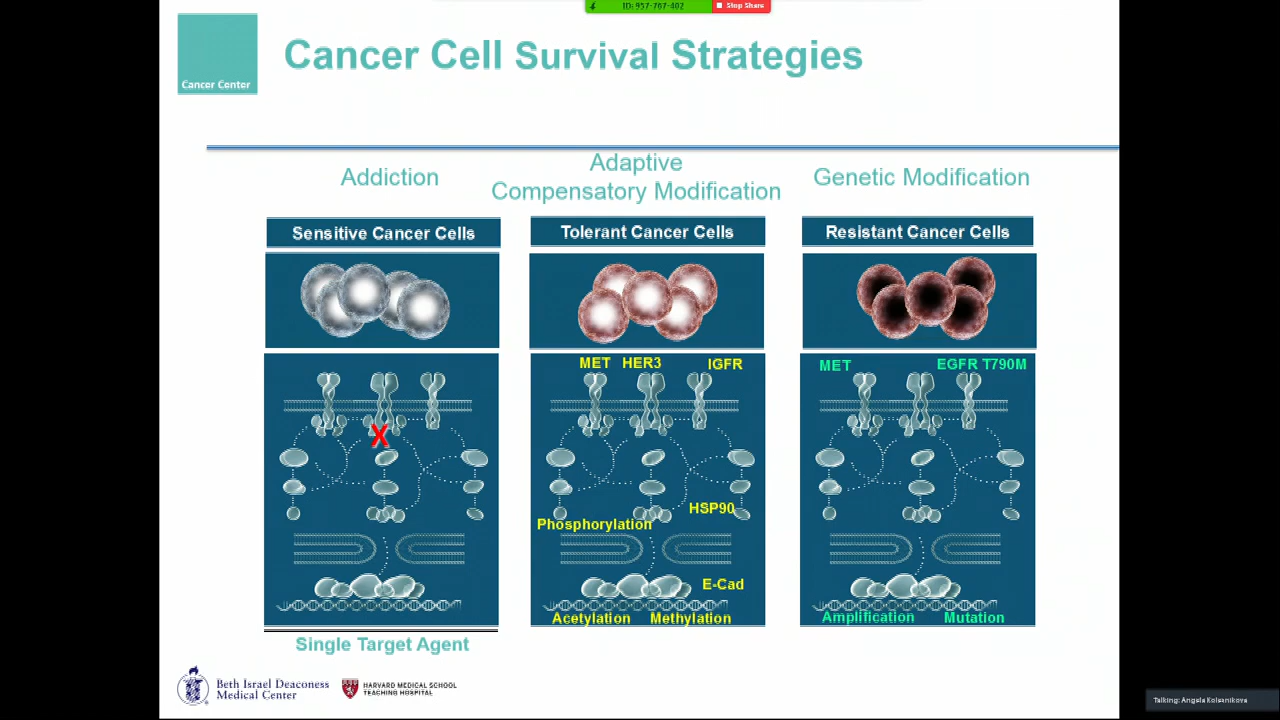 ID: 957-767-402
Stop Share
Cancer Center
Cancer Cell Survival Strategies
Addiction
Adaptive
Compensatory Modification
Genetic Modification
Sensitive Cancer Cells
Tolerant Cancer Cells
Resistant Cancer Cells
X
MET HER3 IGFR
HSP90
Phosphorylation
E-Cad
Acetylation Methylation
MET EGFR T790M
Amplification Mutation
Single Target Agent
Beth Israel Deaconess
Medical Center
HARVARD MEDICAL SCHOOL
TEACHING HOSPITAL
Talking: Angela Kolesnikova